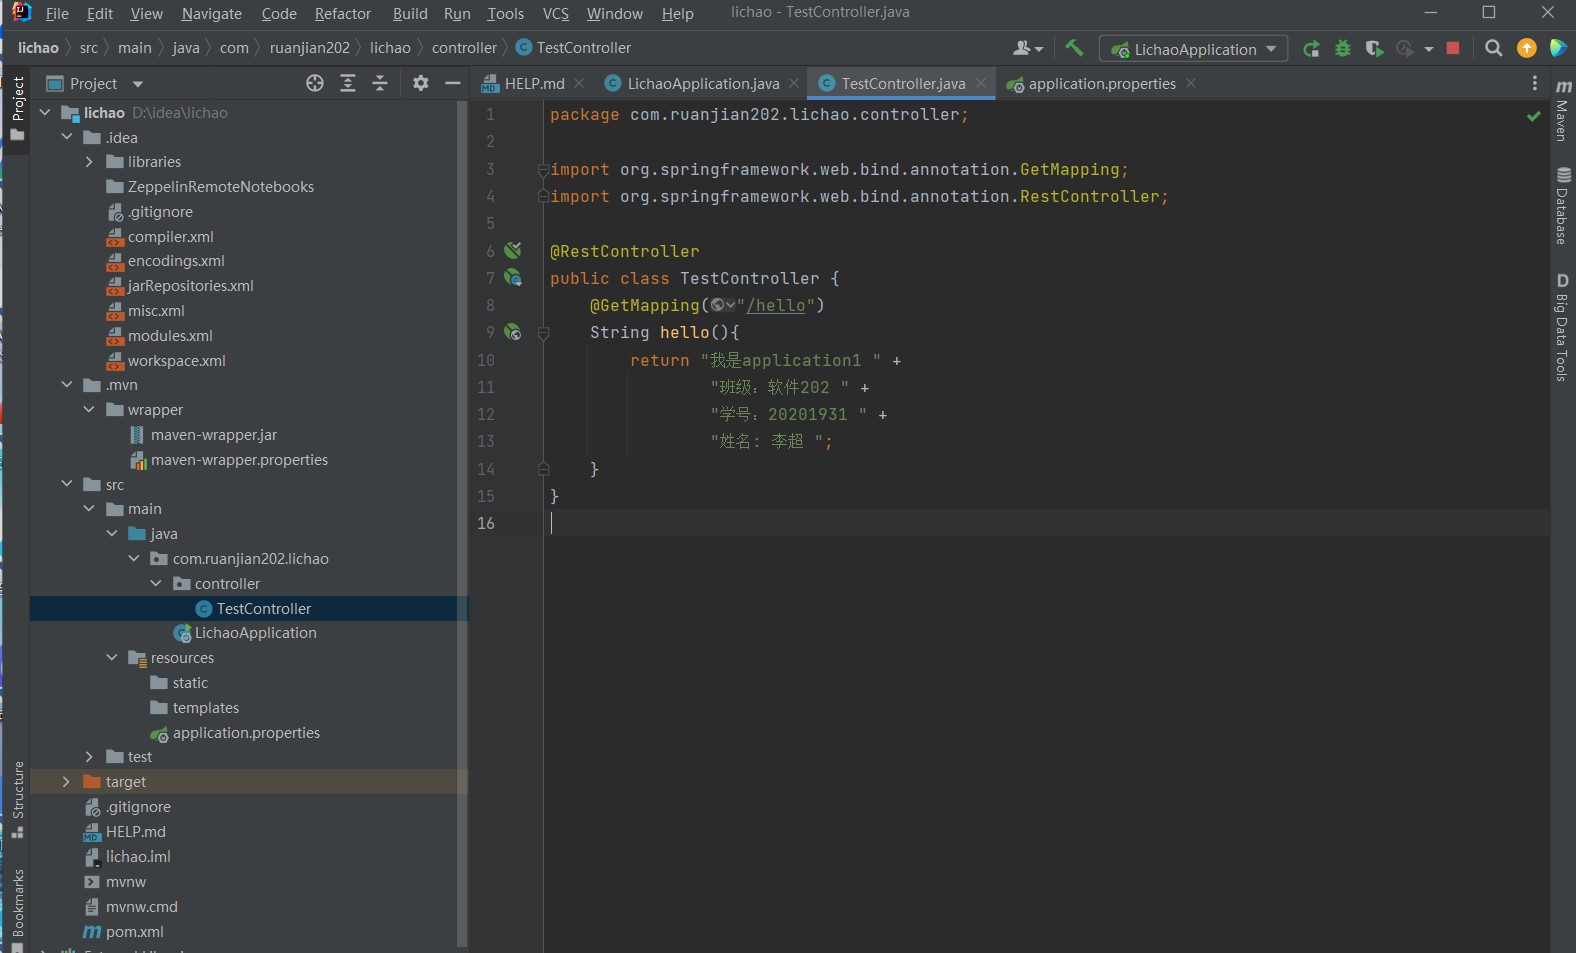 File Edit View Navigate Code Refactor Build Run Tools VCS Window Help lichao - TestController.java
lichao src main java com ruanjian202 lichao controller TestController LichaoApplication
Project
HELP.md LichaoApplication.java TestController.java application.properties
lichao D:\idea\lichao
.idea
libraries
ZeppelinRemoteNotebooks
.gitignore
compiler.xml
encodings.xml
jarRepositories.xml
misc.xml
modules.xml
workspace.xml
.mvn
wrapper
maven-wrapper.jar
maven-wrapper.properties
src
main
java
com.ruanjian202.lichao
controller
TestController
LichaoApplication
resources
static
templates
application.properties
test
target
.gitignore
HELP.md
lichao.iml
mvnw
mvnw.cmd
pom.xml
1 package com.ruanjian202.lichao.controller;
2
3 import org.springframework.web.bind.annotation.GetMapping;
4 import org.springframework.web.bind.annotation.RestController;
5
6 @RestController
7 public class TestController {
8 @GetMapping("/hello")
9 String hello(){
10 return "我是application1 " +
11 "班级：软件202 " +
12 "学号：20201931 " +
13 "姓名: 李超 ";
14 }
15 }
16
Project
Structure
Bookmarks
Maven
Database
Big Data Tools